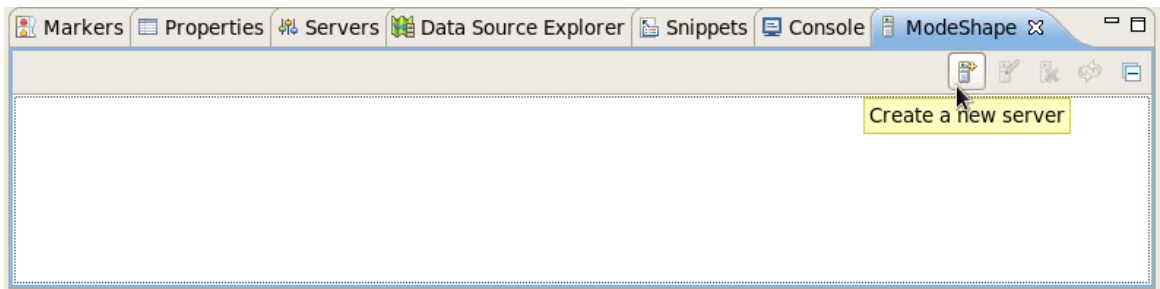 Markers Properties Servers Data Source Explorer Snippets Console ModeShape
Create a new server